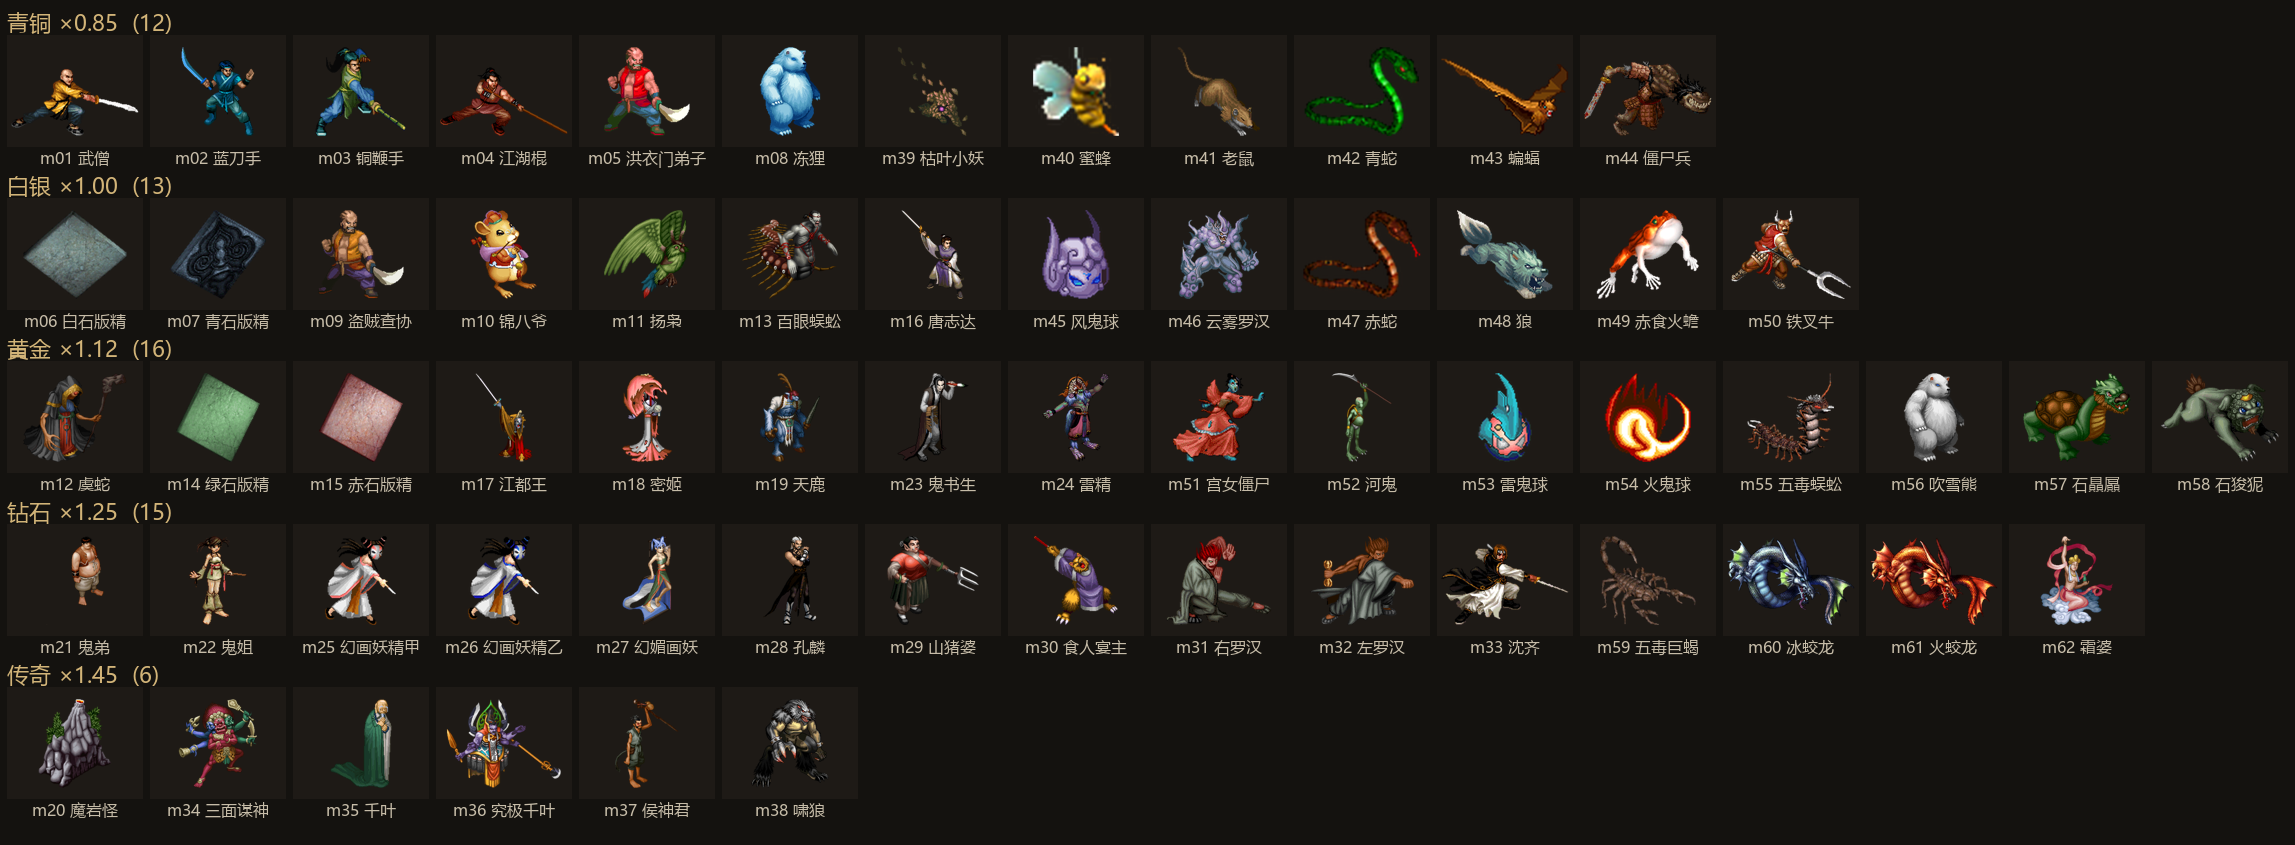 青铜 ×0.85 (12)
m01 武僧 m02 蓝刀手 m03 铜鞭手 m04 江湖棍 m05 洪衣门弟子 m08 冻狸 m39 枯叶小妖 m40 蜜蜂 m41 老鼠 m42 青蛇 m43 蝙蝠 m44 僵尸兵
白银 ×1.00 (13)
m06 白石版精 m07 青石版精 m09 盗贼查协 m10 锦八爷 m11 扬枭 m13 百眼蜈蚣 m16 唐志达 m45 风鬼球 m46 云雾罗汉 m47 赤蛇 m48 狼 m49 赤食火蟾 m50 铁叉牛
黄金 ×1.12 (16)
m12 虞蛇 m14 绿石版精 m15 赤石版精 m17 江都王 m18 密姬 m19 天鹿 m23 鬼书生 m24 雷精 m51 宫女僵尸 m52 河鬼 m53 雷鬼球 m54 火鬼球 m55 五毒蜈蚣 m56 吹雪熊 m57 石贔屭 m58 石狻狔
钻石 ×1.25 (15)
m21 鬼弟 m22 鬼姐 m25 幻画妖精甲 m26 幻画妖精乙 m27 幻媚画妖 m28 孔麟 m29 山猪婆 m30 食人宴主 m31 右罗汉 m32 左罗汉 m33 沈齐 m59 五毒巨蝎 m60 冰蛟龙 m61 火蛟龙 m62 霜婆
传奇 ×1.45 (6)
m20 魔岩怪 m34 三面谋神 m35 千叶 m36 究极千叶 m37 侯神君 m38 啸狼